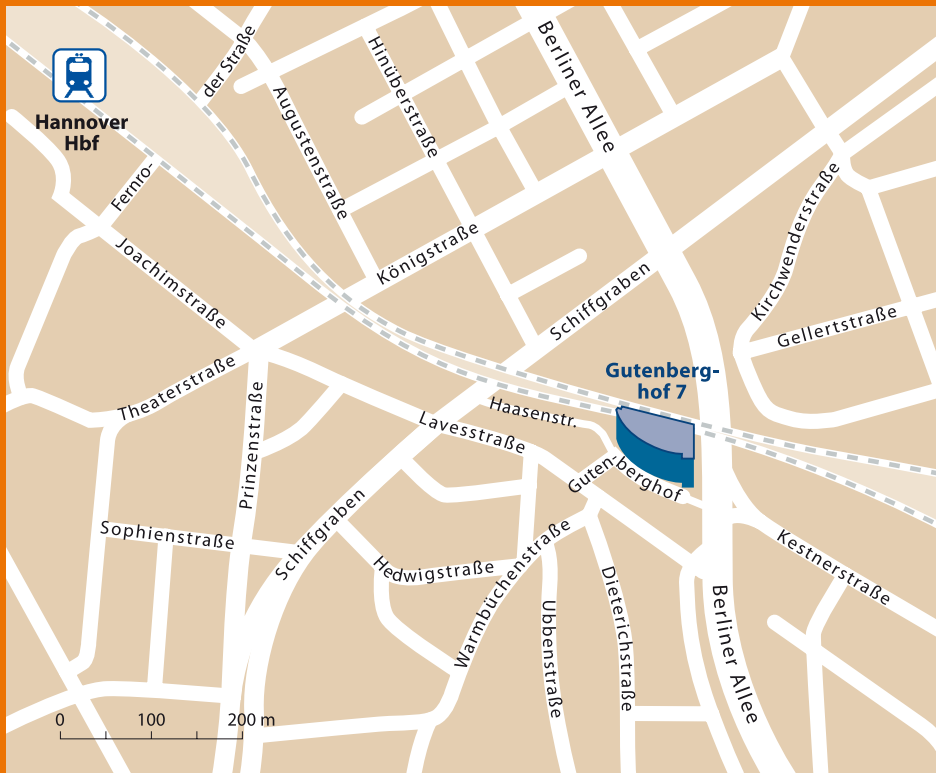 der Straße
Berliner Allee
Hinüberstraße
Augustenstraße
Hannover
Hbf
Fernro-
Kirchwenderstraße
Joachimstraße
Königstraße
Schiffgraben
Gellertstraße
Gutenberg-
hof 7
Theaterstraße
Prinzenstraße
Haasenstr.
Lavesstraße
Guten-
berghof
Schiffgraben
Sophienstraße
Hedwigstraße
Warmbüchenstraße
Ubbenstraße
Dieterichstraße
Kestnerstraße
Berliner Allee
0 100 200 m